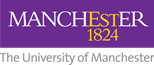 MANCHESTER
1824
The University of Manchester